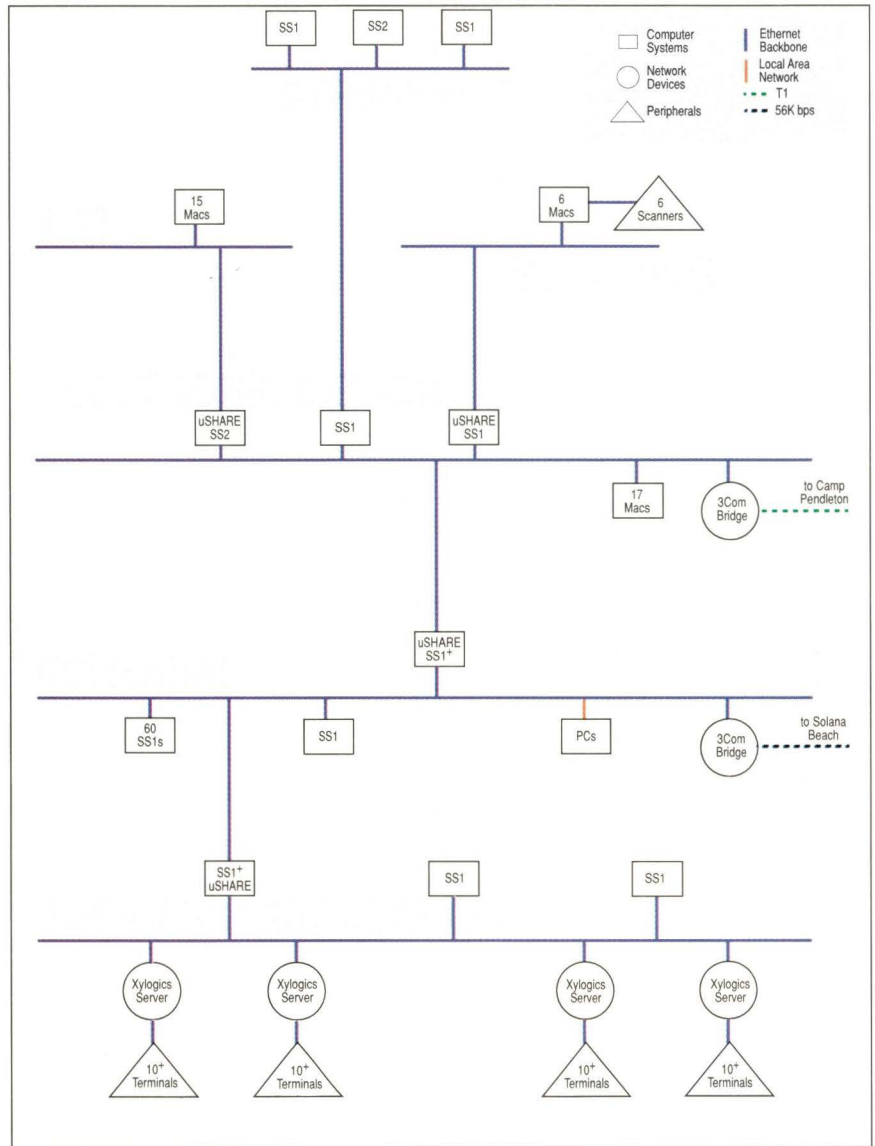 SS1
SS2
SS1
Computer
Systems
Network
Devices
Peripherals
Ethernet
Backbone
Local Area
Network
T1
56K bps
15
Macs
6
Macs
6
Scanners
uSHARE
SS2
SS1
uSHARE
SS1
17
Macs
3Com
Bridge
to Camp
Pendleton
uSHARE
SS1+
60
SS1s
SS1
PCs
3Com
Bridge
to Solana
Beach
SS1+
uSHARE
SS1
SS1
Xylogics
Server
Xylogics
Server
Xylogics
Server
Xylogics
Server
10+
Terminals
10+
Terminals
10+
Terminals
10+
Terminals